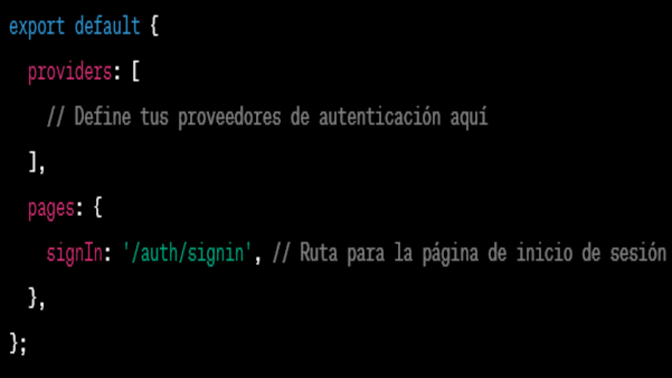 export default {
providers: [
// Define tus proveedores de autenticación aquí
],
pages: {
signIn: '/auth/signin', // Ruta para la página de inicio de sesión
},
};